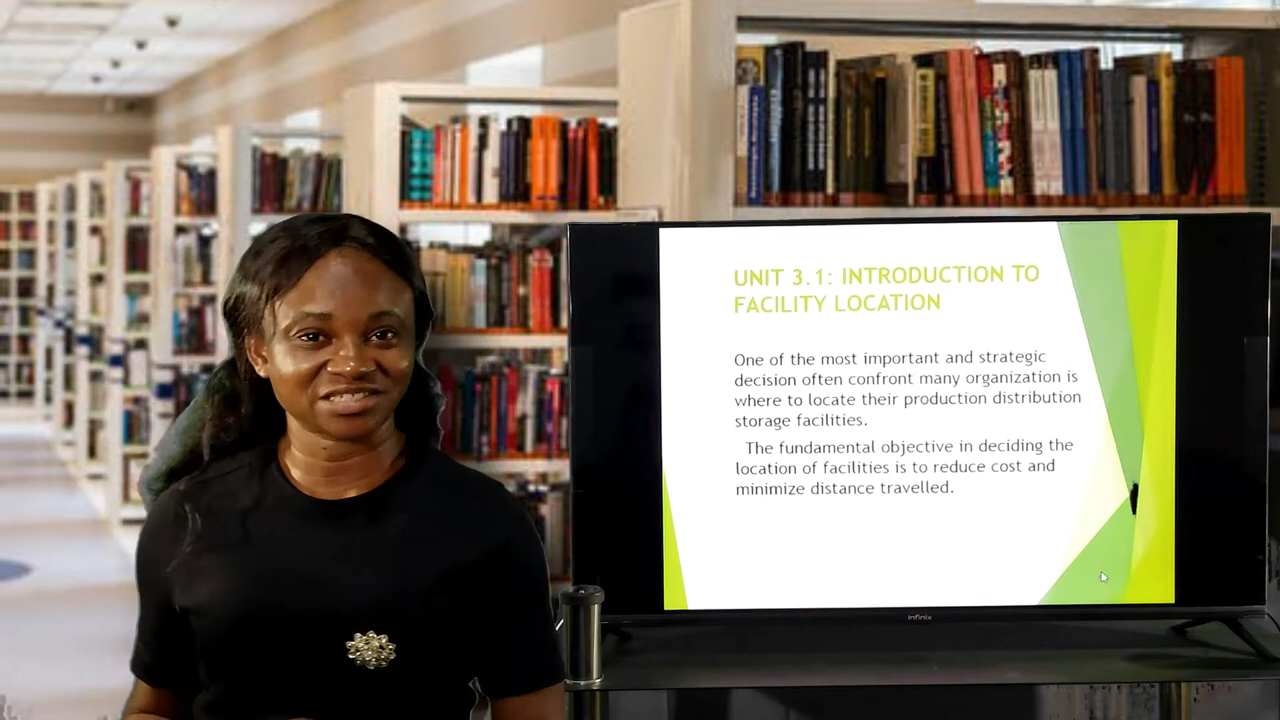 UNIT 3.1: INTRODUCTION TO
FACILITY LOCATION
One of the most important and strategic
decision often confront many organization is
where to locate their production distribution
storage facilities.
The fundamental objective in deciding the
location of facilities is to reduce cost and
minimize distance travelled.
Infinix